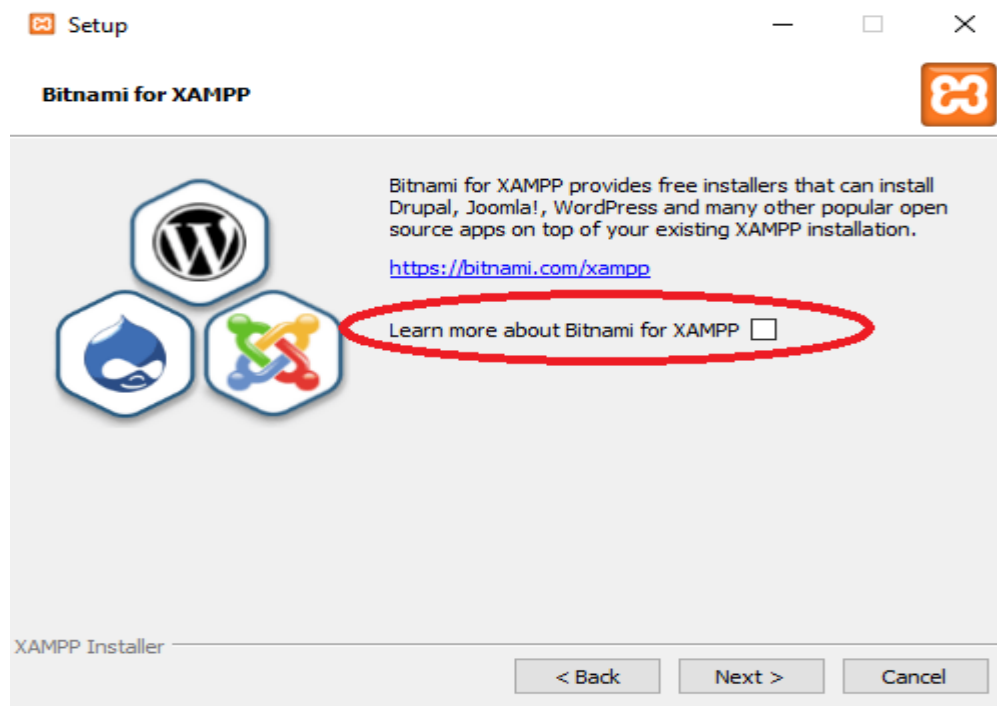 Setup
Bitnami for XAMPP
Bitnami for XAMPP provides free installers that can install
Drupal, Joomla!, WordPress and many other popular open
source apps on top of your existing XAMPP installation.
https://bitnami.com/xampp
Learn more about Bitnami for XAMPP
XAMPP Installer
< Back
Next >
Cancel